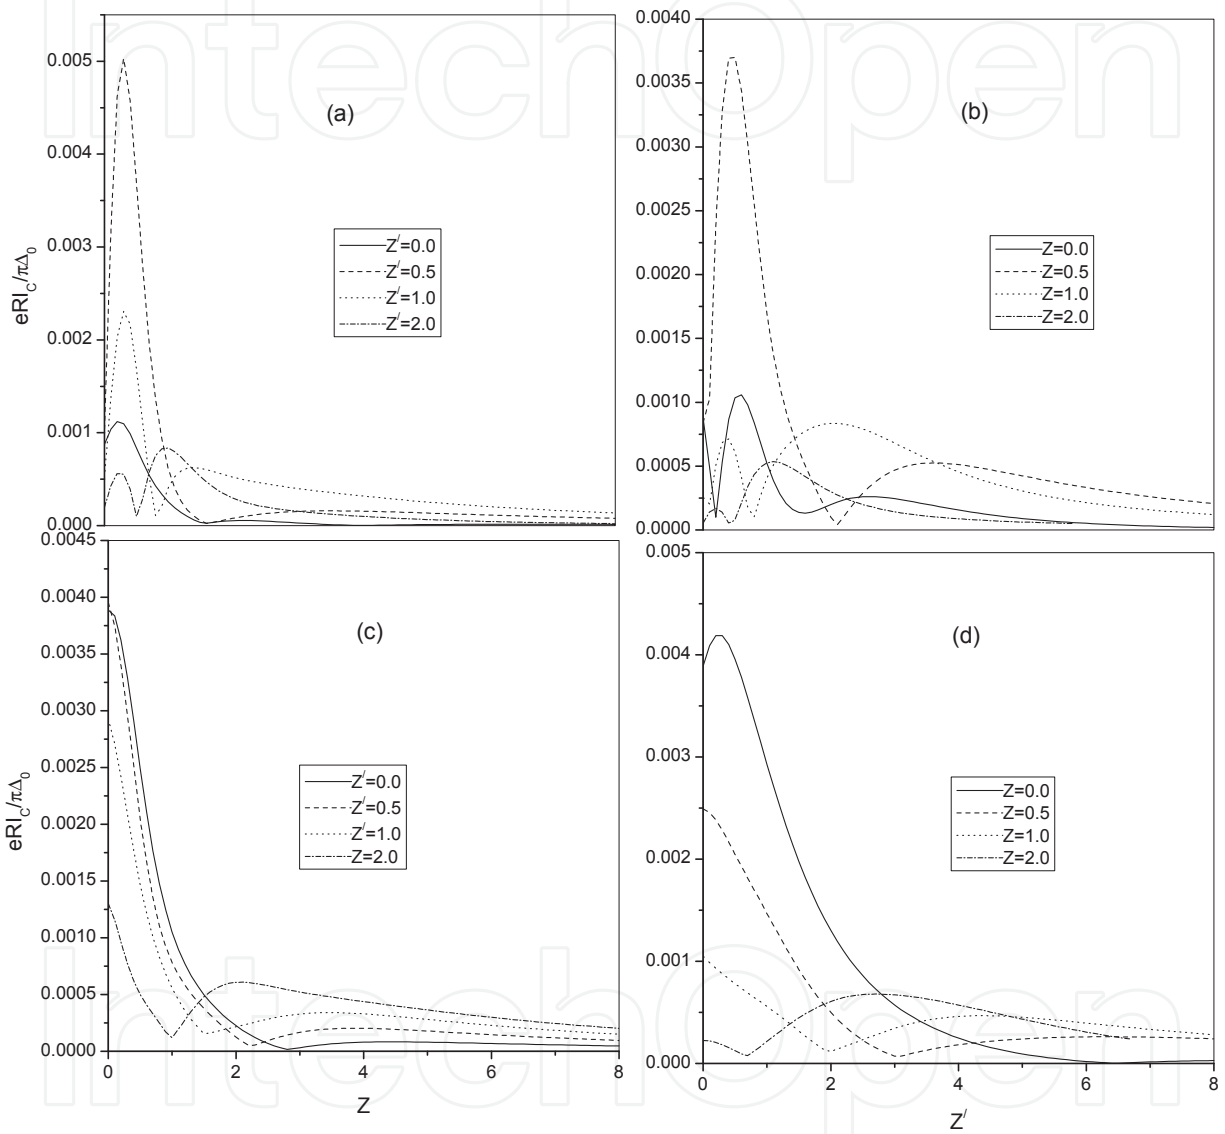 IntechOpen
(a)
0.005
0.004
0.003
0.002
0.001
0.000
eRI_C/πΔ_0
Z/=0.0
Z/=0.5
Z/=1.0
Z/=2.0
(b)
0.0040
0.0035
0.0030
0.0025
0.0020
0.0015
0.0010
0.0005
0.0000
Z=0.0
Z=0.5
Z=1.0
Z=2.0
(c)
0.0045
0.0040
0.0035
0.0030
0.0025
0.0020
0.0015
0.0010
0.0005
0.0000
eRI_C/πΔ_0
Z/=0.0
Z/=0.5
Z/=1.0
Z=2.0
0 2 4 6 8
Z
(d)
0.005
0.004
0.003
0.002
0.001
0.000
Z=0.0
Z=0.5
Z=1.0
Z=2.0
0 2 4 6 8
Z/
IntechOpen